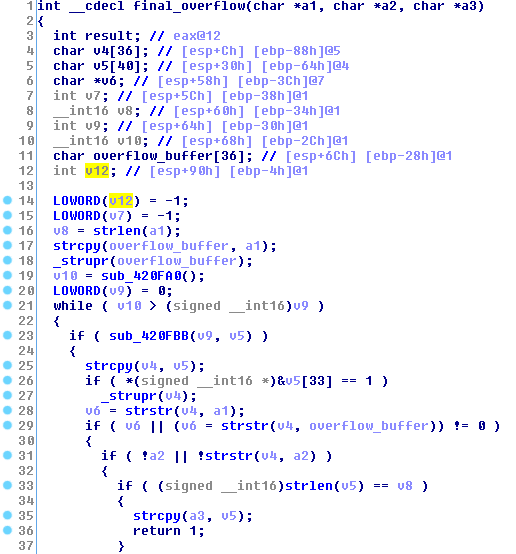 1 int __cdecl final_overflow(char *a1, char *a2, char *a3)
2 {
3 int result; // eax@12
4 char v4[36]; // [esp+Ch] [ebp-88h]@5
5 char v5[40]; // [esp+30h] [ebp-64h]@4
6 char *v6; // [esp+58h] [ebp-3Ch]@7
7 int v7; // [esp+5Ch] [ebp-38h]@1
8 __int16 v8; // [esp+60h] [ebp-34h]@1
9 int v9; // [esp+64h] [ebp-30h]@1
10 __int16 v10; // [esp+68h] [ebp-2Ch]@1
11 char overflow_buffer[36]; // [esp+6Ch] [ebp-28h]@1
12 int v12; // [esp+90h] [ebp-4h]@1
13
14 LOWORD(v12) = -1;
15 LOWORD(v7) = -1;
16 v8 = strlen(a1);
17 strcpy(overflow_buffer, a1);
18 _strupr(overflow_buffer);
19 v10 = sub_420FA0();
20 LOWORD(v9) = 0;
21 while ( v10 > (signed __int16)v9 )
22 {
23 if ( sub_420FBB(v9, v5) )
24 {
25 strcpy(v4, v5);
26 if ( *(signed __int16 *)&v5[33] == 1 )
27 _strupr(v4);
28 v6 = strstr(v4, a1);
29 if ( v6 || (v6 = strstr(v4, overflow_buffer)) != 0 )
30 {
31 if ( !a2 || !strstr(v4, a2) )
32 {
33 if ( (signed __int16)strlen(v5) == v8 )
34 {
35 strcpy(a3, v5);
36 return 1;
37 }